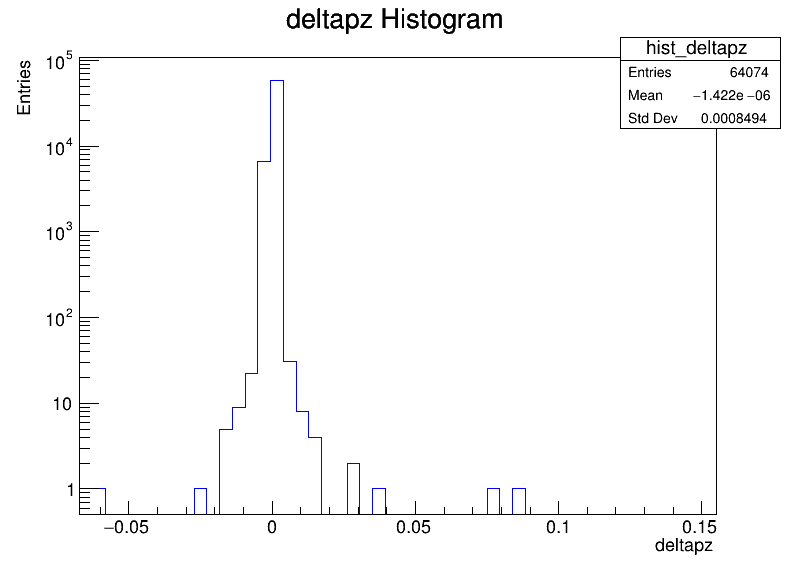 deltapz Histogram
hist_deltapz
Entries 64074
Mean −1.422e−06
Std Dev 0.0008494
Entries
10^5
10^4
10^3
10^2
10
1
−0.05 0 0.05 0.1 0.15
deltapz